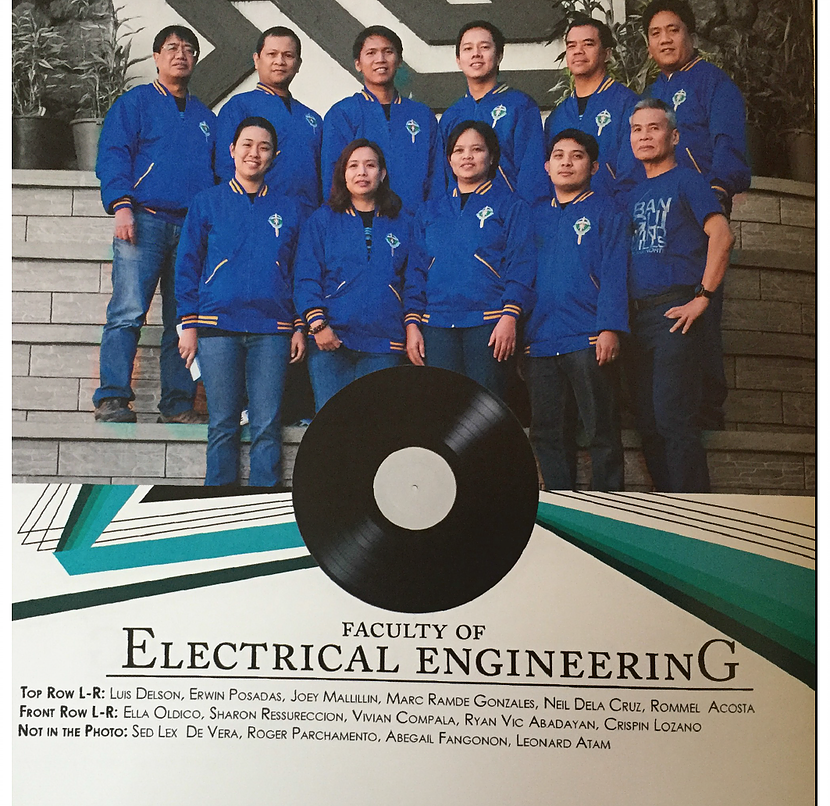 FACULTY OF
ELECTRICAL ENGINEERING
TOP ROW L-R: LUIS DELSON, ERWIN POSADAS, JOEY MALLILLIN, MARC RAMDE GONZALES, NEIL DELA CRUZ, ROMMEL ACOSTA
FRONT ROW L-R: ELLA OLDICO, SHARON RESSURECCION, VIVIAN COMPALA, RYAN VIC ABADAYAN, CRISPIN LOZANO
NOT IN THE PHOTO: SED LEX DE VERA, ROGER PARCHAMENTO, ABEGAIL FANGONON, LEONARD ATAM